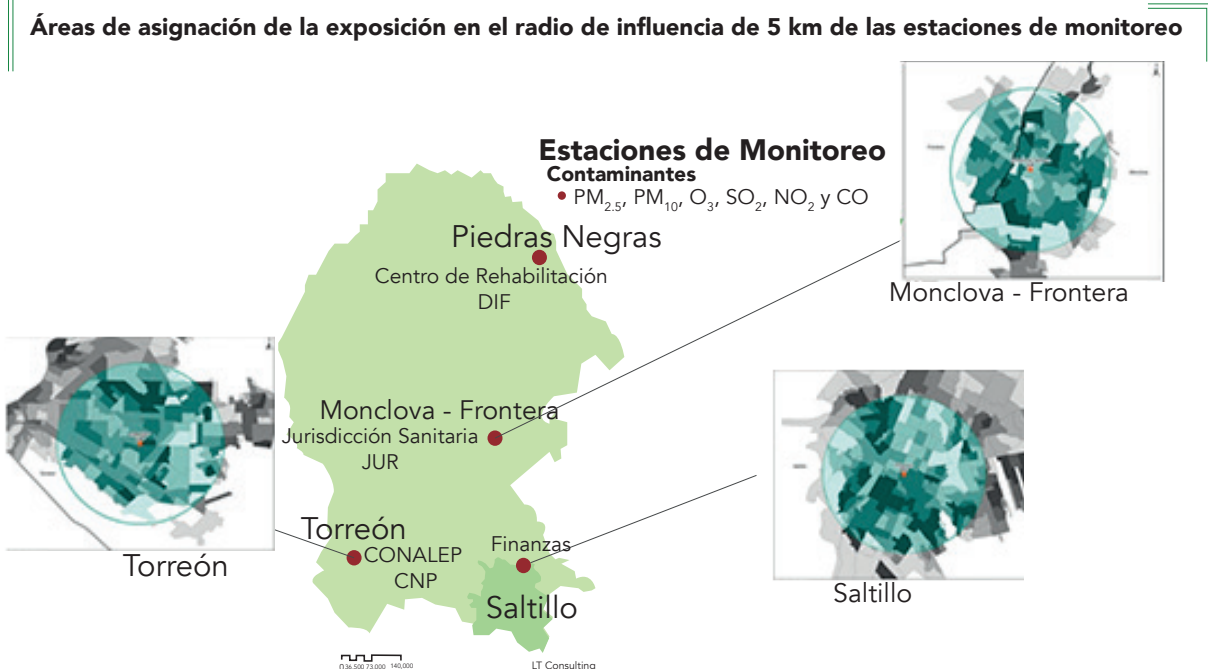 Áreas de asignación de la exposición en el radio de influencia de 5 km de las estaciones de monitoreo
Estaciones de Monitoreo
Contaminantes
• PM2.5, PM10, O3, SO2, NO2 y CO
Piedras Negras
Centro de Rehabilitación
DIF
Monclova - Frontera
Monclova - Frontera
Jurisdicción Sanitaria
JUR
Torreón
CONALEP
CNP
Torreón
Finanzas
Saltillo
Saltillo
036,500 73,000 140,000
LT Consulting